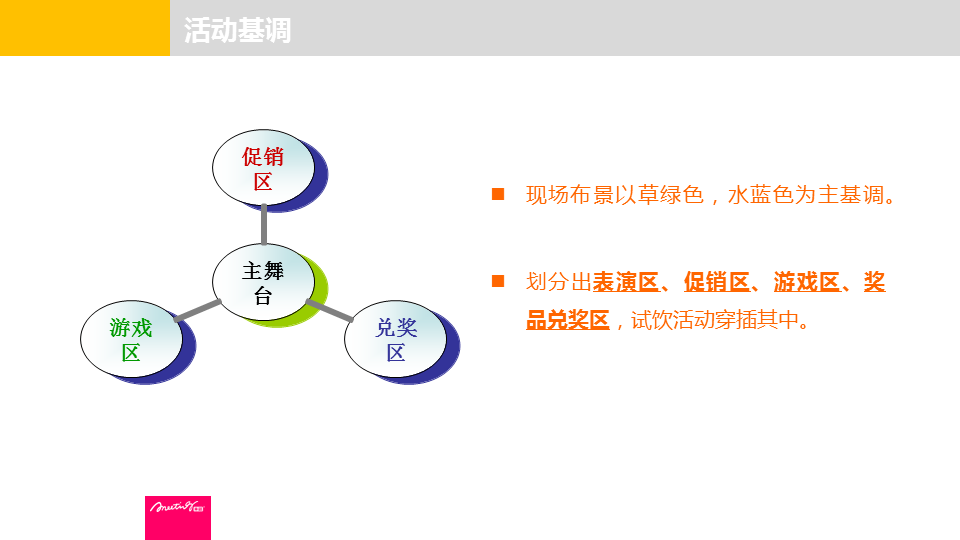 活动基调
促销
区
主舞
台
游戏
区
兑奖
区
现场布景以草绿色，水蓝色为主基调。
划分出表演区、促销区、游戏区、奖
品兑奖区，试饮活动穿插其中。